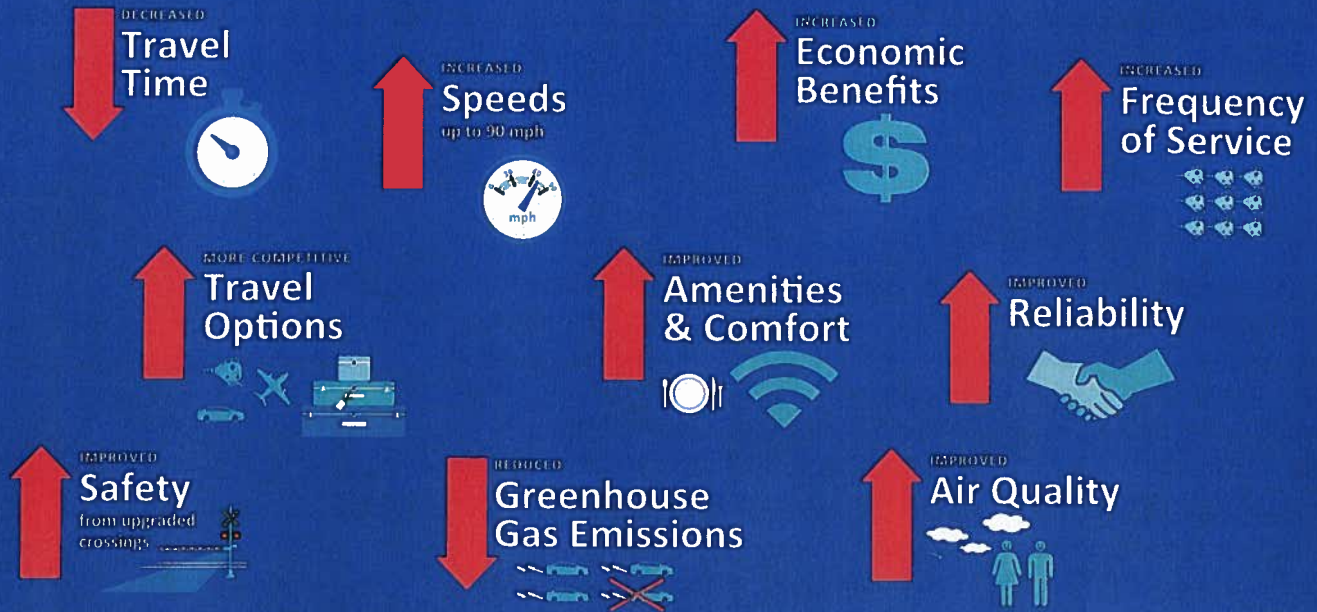 DECREASED
Travel
Time
INCREASED
Speeds
up to 90 mph
mph
INCREASED
Economic
Benefits
$
INCREASED
Frequency
of Service
MORE COMPETITIVE
Travel
Options
IMPROVED
Amenities
& Comfort
IMPROVED
Reliability
IMPROVED
Safety
from upgraded
crossings
REDUCED
Greenhouse
Gas Emissions
IMPROVED
Air Quality